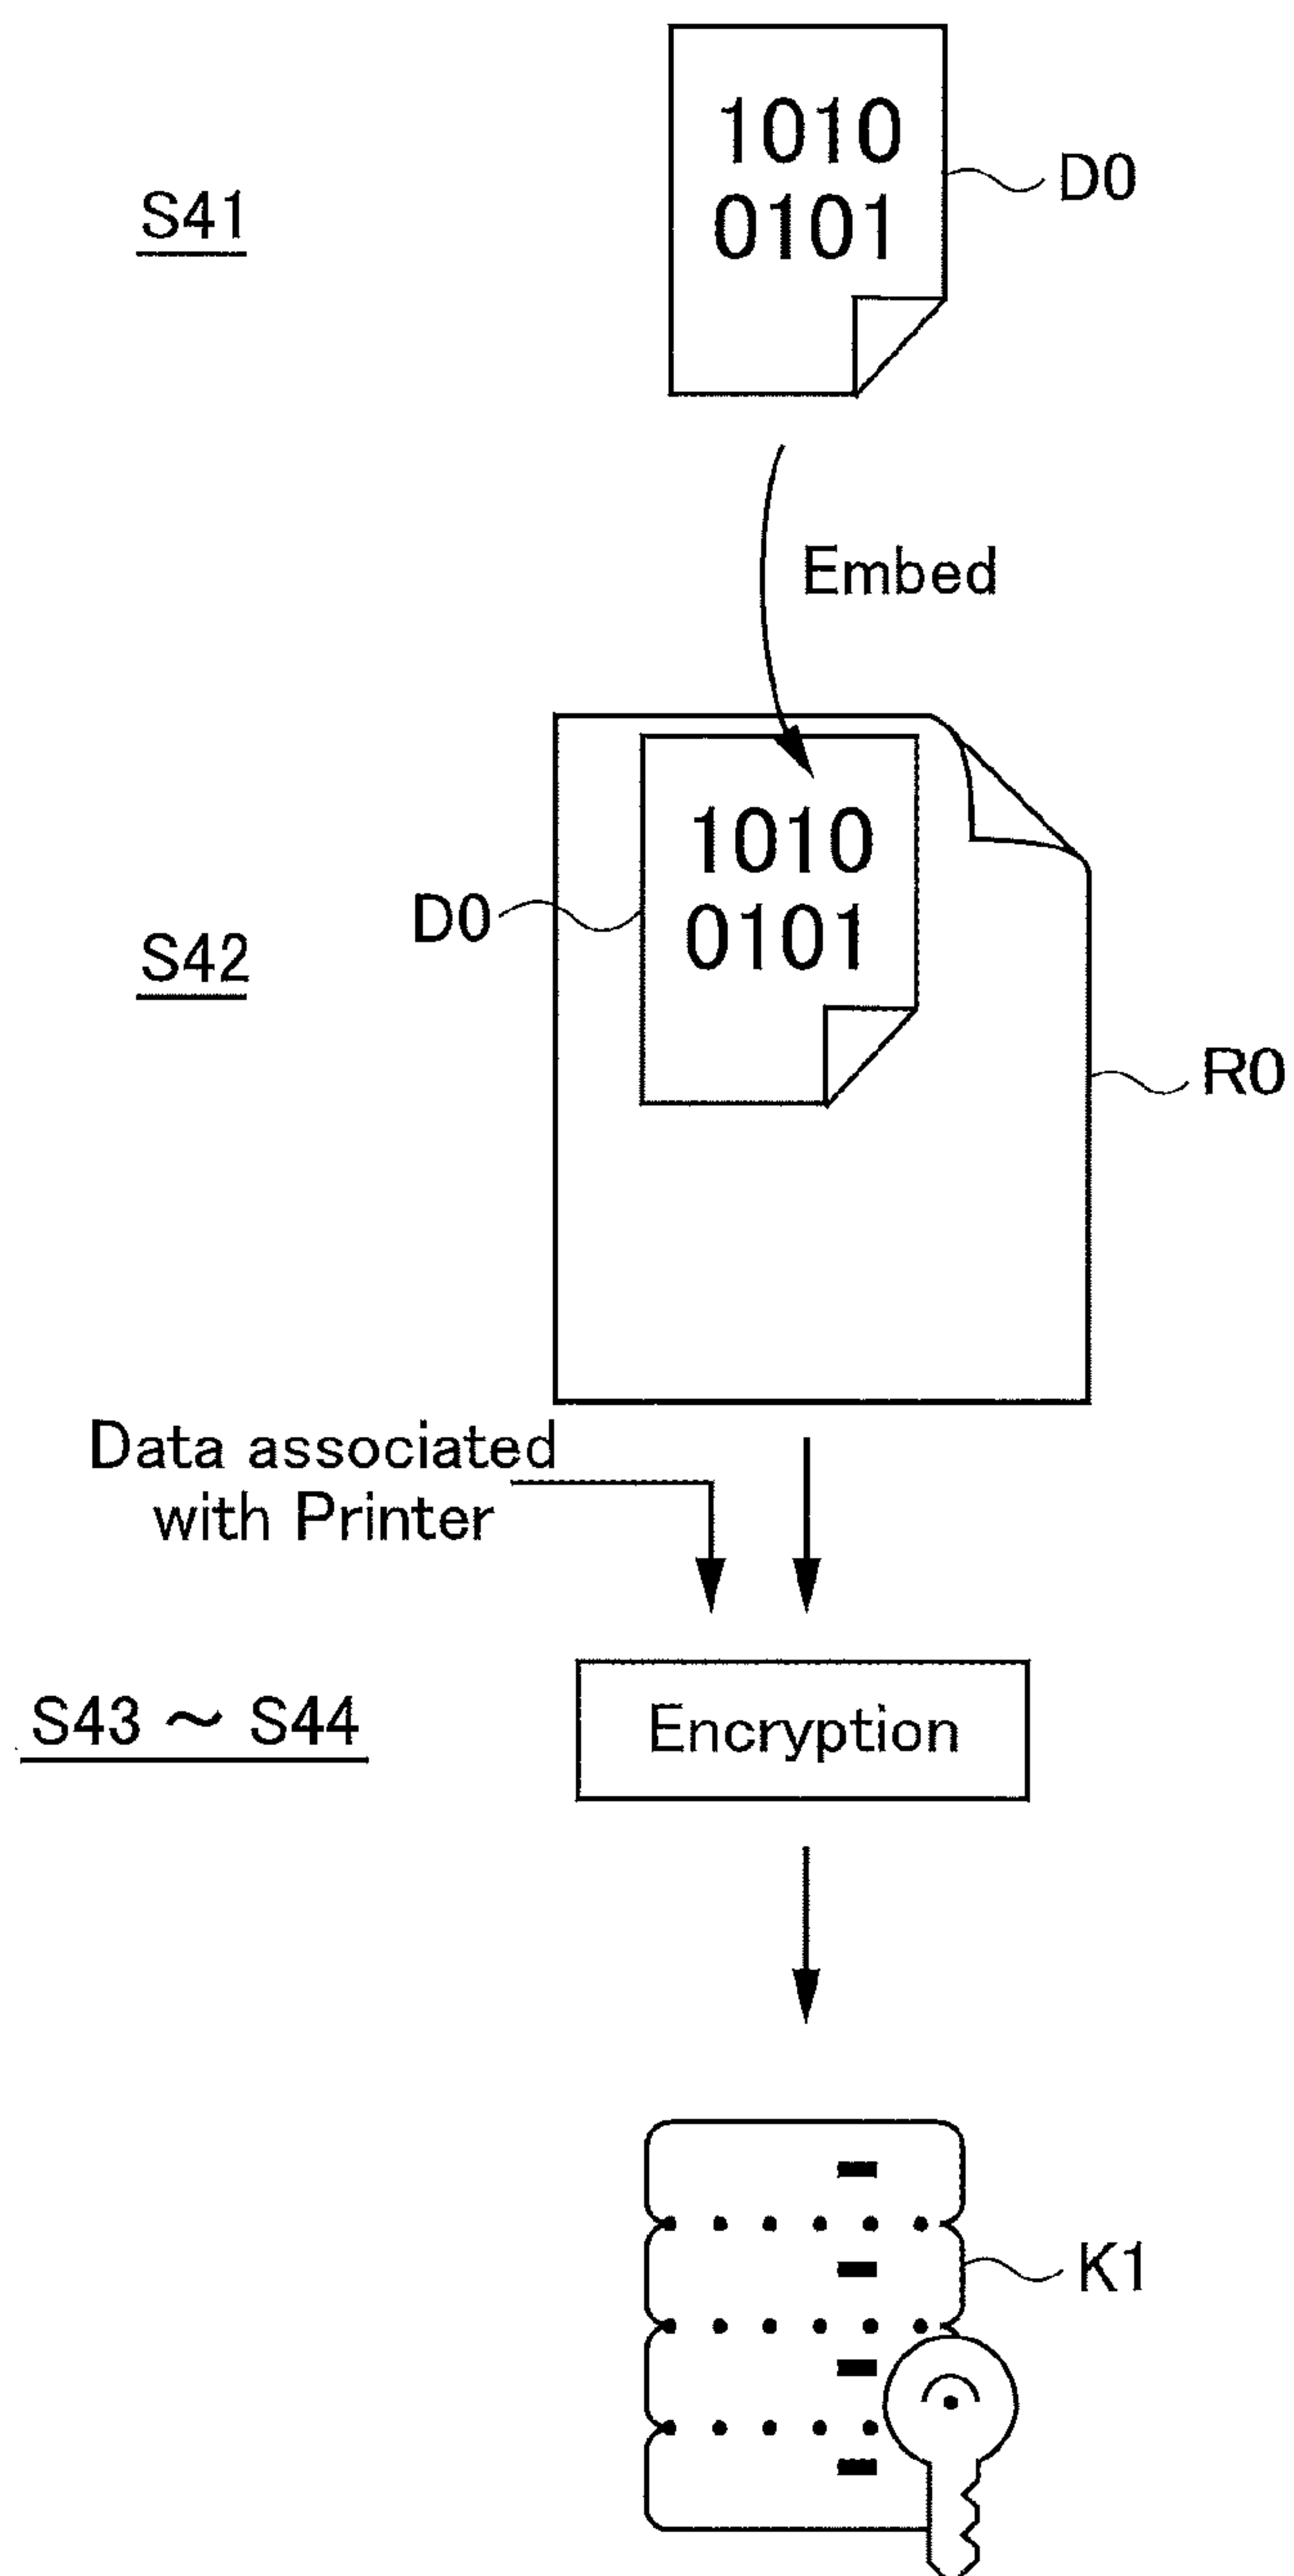 1010
0101
D0
S41
Embed
1010
0101
D0
S42
R0
Data associated
with Printer
S43 ～ S44
Encryption
K1